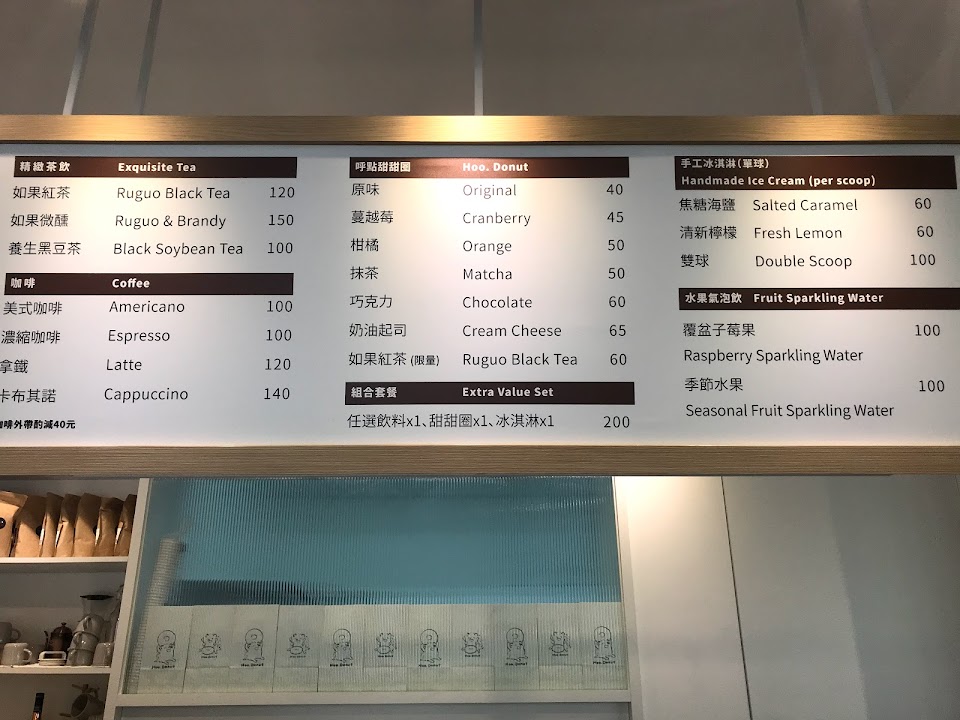 精緻茶飲 Exquisite Tea
如果紅茶 Ruguo Black Tea 120
如果微醺 Ruguo & Brandy 150
養生黑豆茶 Black Soybean Tea 100
咖啡 Coffee
美式咖啡 Americano 100
濃縮咖啡 Espresso 100
拿鐵 Latte 120
卡布其諾 Cappuccino 140
咖啡外帶酌減40元
呼點甜甜圈 Hoo. Donut
原味 Original 40
蔓越莓 Cranberry 45
柑橘 Orange 50
抹茶 Matcha 50
巧克力 Chocolate 60
奶油起司 Cream Cheese 65
如果紅茶(限量) Ruguo Black Tea 60
組合套餐 Extra Value Set
任選飲料x1、甜甜圈x1、冰淇淋x1 200
手工冰淇淋(單球)
Handmade Ice Cream (per scoop)
焦糖海鹽 Salted Caramel 60
清新檸檬 Fresh Lemon 60
雙球 Double Scoop 100
水果氣泡飲 Fruit Sparkling Water
覆盆子莓果 100
Raspberry Sparkling Water
季節水果 100
Seasonal Fruit Sparkling Water
Hoo. Donut